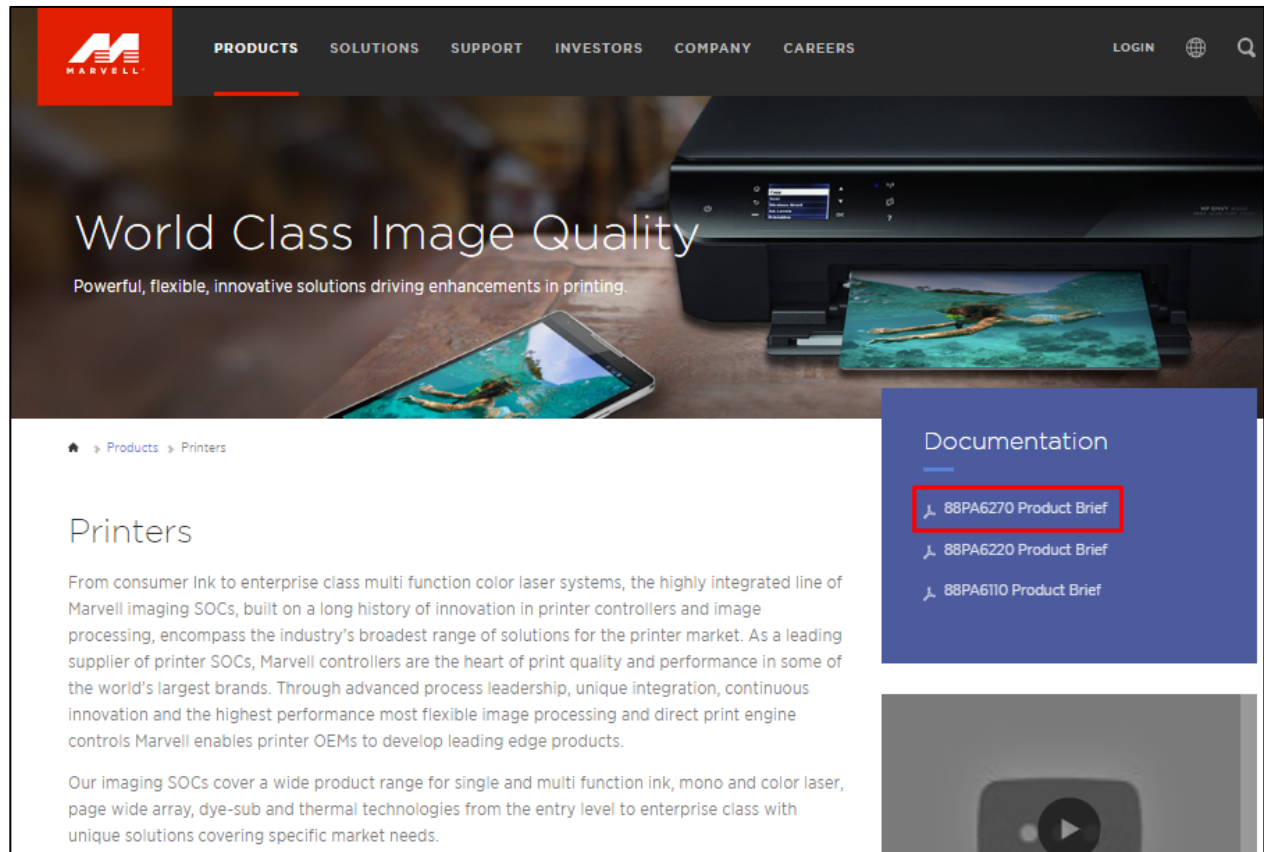 MARVELL
PRODUCTS SOLUTIONS SUPPORT INVESTORS COMPANY CAREERS LOGIN
World Class Image Quality
Powerful, flexible, innovative solutions driving enhancements in printing.
Products Printers
Documentation
88PA6270 Product Brief
88PA6220 Product Brief
88PA6110 Product Brief
Printers
From consumer Ink to enterprise class multi function color laser systems, the highly integrated line of
Marvell imaging SOCs, built on a long history of innovation in printer controllers and image
processing, encompass the industry's broadest range of solutions for the printer market. As a leading
supplier of printer SOCs, Marvell controllers are the heart of print quality and performance in some of
the world's largest brands. Through advanced process leadership, unique integration, continuous
innovation and the highest performance most flexible image processing and direct print engine
controls Marvell enables printer OEMs to develop leading edge products.
Our imaging SOCs cover a wide product range for single and multi function ink, mono and color laser,
page wide array, dye-sub and thermal technologies from the entry level to enterprise class with
unique solutions covering specific market needs.